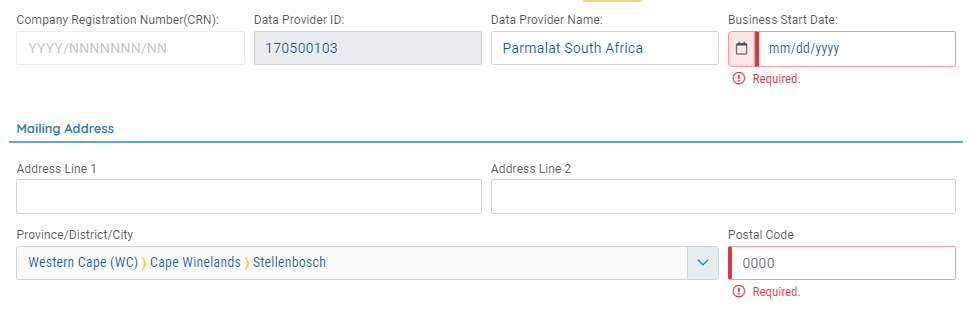 Company Registration Number(CRN): Data Provider ID: Data Provider Name: Business Start Date:
YYYY/NNNNNNN/NN 170500103 Parmalat South Africa mm/dd/yyyy
Required.
Mailing Address
Address Line 1 Address Line 2
Province/District/City Postal Code
Western Cape (WC) ⟩ Cape Winelands ⟩ Stellenbosch 0000
Required.